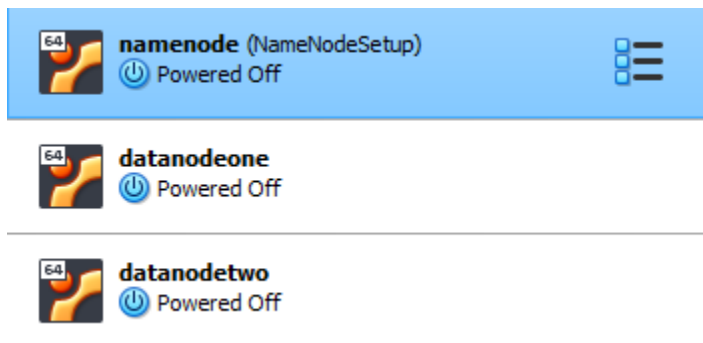 64
namenode (NameNodeSetup)
Powered Off
64
datanodeone
Powered Off
64
datanodetwo
Powered Off